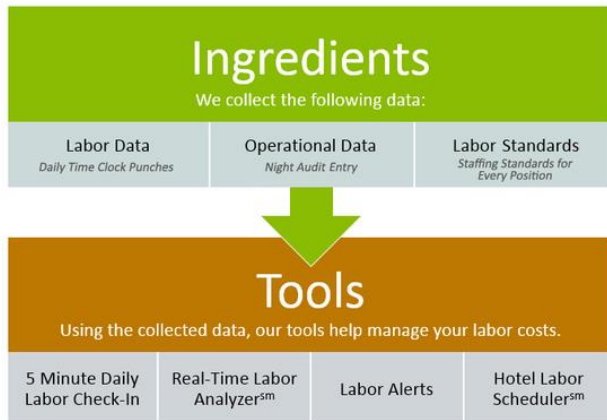 Ingredients
We collect the following data:
Labor Data
Daily Time Clock Punches
Operational Data
Night Audit Entry
Labor Standards
Staffing Standards for
Every Position
Tools
Using the collected data, our tools help manage your labor costs.
5 Minute Daily
Labor Check-In
Real-Time Labor
Analyzer℠
Labor Alerts
Hotel Labor
Scheduler℠